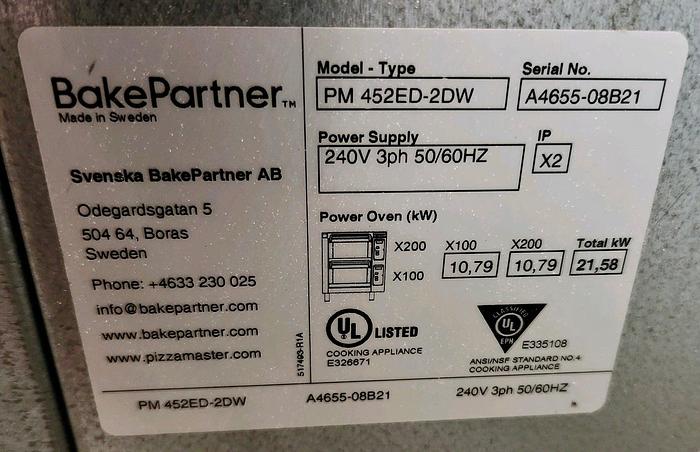 BakePartner™
Made in Sweden
Svenska BakePartner AB
Odegardsgatan 5
504 64, Boras
Sweden
Phone: +4633 230 025
info@bakepartner.com
www.bakepartner.com
www.pizzamaster.com
517493-R1A
Model - Type
PM 452ED-2DW
Serial No.
A4655-08B21
Power Supply
240V 3ph 50/60HZ
IP
X2
Power Oven (kW)
X200
X100
X100
10,79
X200
10,79
Total kW
21,58
UL LISTED
COOKING APPLIANCE
E326671
CLASSIFIED
UL
EPH
E335108
ANSI/NSF STANDARD NO.4
COOKING APPLIANCE
PM 452ED-2DW A4655-08B21 240V 3ph 50/60HZ